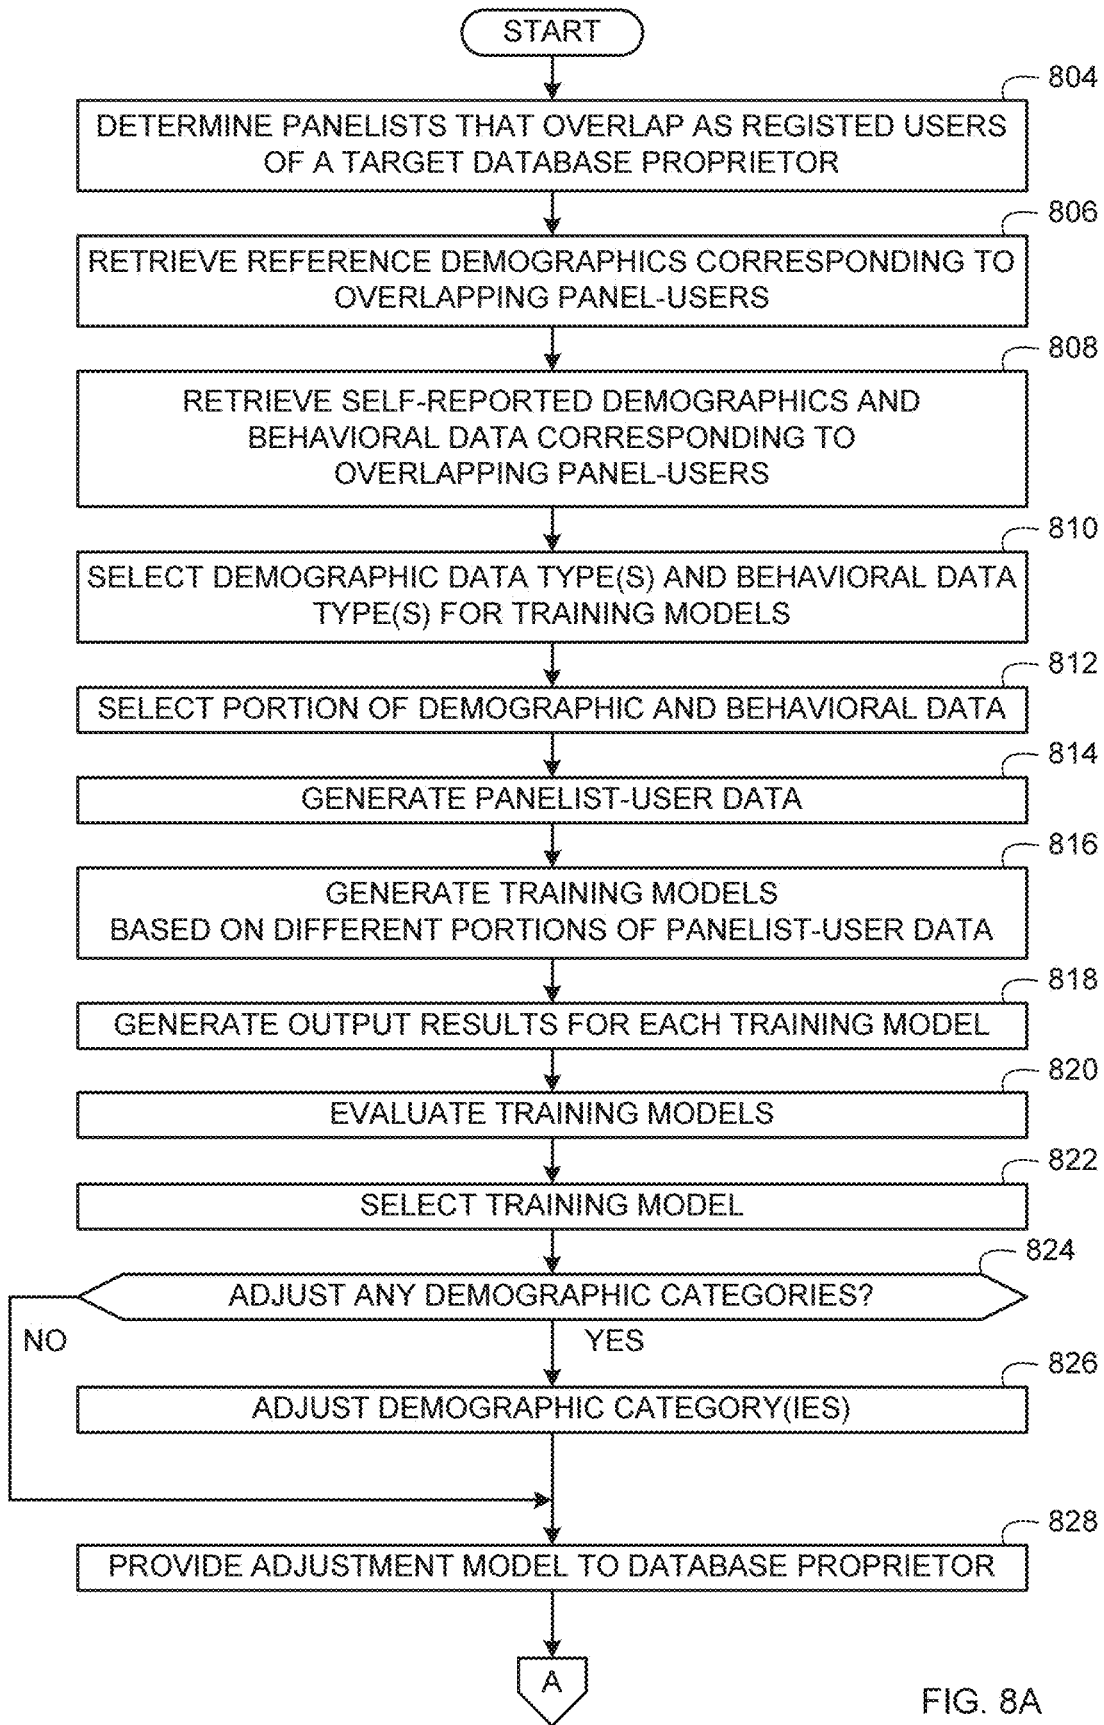 START
804
DETERMINE PANELISTS THAT OVERLAP AS REGISTED USERS
OF A TARGET DATABASE PROPRIETOR
806
RETRIEVE REFERENCE DEMOGRAPHICS CORRESPONDING TO
OVERLAPPING PANEL-USERS
808
RETRIEVE SELF-REPORTED DEMOGRAPHICS AND
BEHAVIORAL DATA CORRESPONDING TO
OVERLAPPING PANEL-USERS
810
SELECT DEMOGRAPHIC DATA TYPE(S) AND BEHAVIORAL DATA
TYPE(S) FOR TRAINING MODELS
812
SELECT PORTION OF DEMOGRAPHIC AND BEHAVIORAL DATA
814
GENERATE PANELIST-USER DATA
816
GENERATE TRAINING MODELS
BASED ON DIFFERENT PORTIONS OF PANELIST-USER DATA
818
GENERATE OUTPUT RESULTS FOR EACH TRAINING MODEL
820
EVALUATE TRAINING MODELS
822
SELECT TRAINING MODEL
824
ADJUST ANY DEMOGRAPHIC CATEGORIES?
NO
YES
826
ADJUST DEMOGRAPHIC CATEGORY(IES)
828
PROVIDE ADJUSTMENT MODEL TO DATABASE PROPRIETOR
A
FIG. 8A